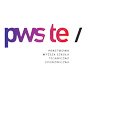 pwste /
PAŃSTWOWA
WYŻSZA SZKOŁA
TECHNICZNO
EKONOMICZNA